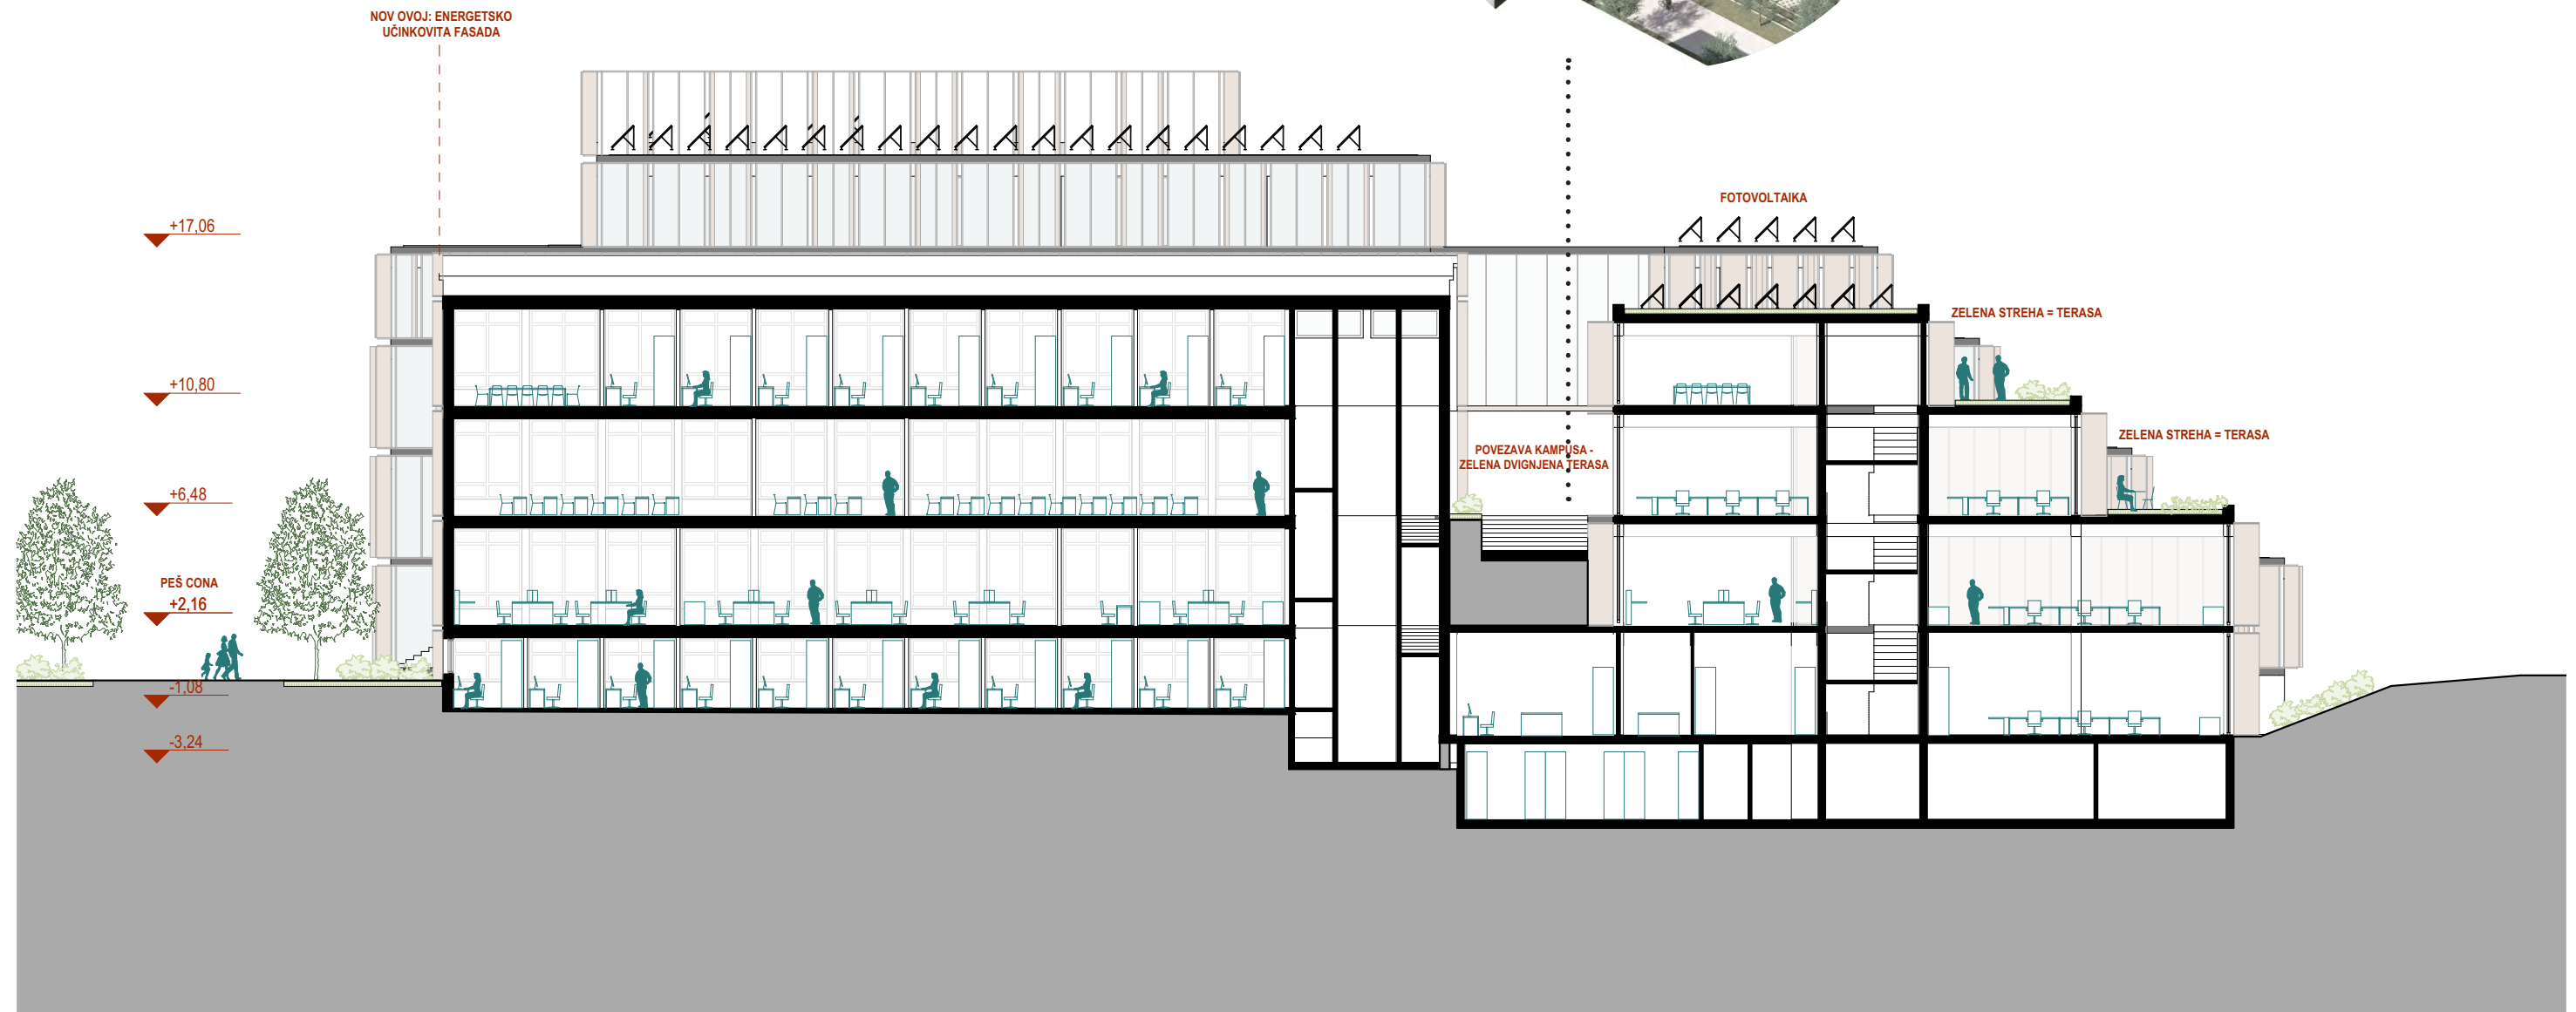 NOV OVOJ: ENERGETSKO
UČINKOVITA FASADA
FOTOVOLTAIKA
+17,06
ZELENA STREHA = TERASA
+10,80
ZELENA STREHA = TERASA
POVEZAVA KAMPUSA -
ZELENA DVIGNJENA TERASA
+6,48
PEŠ CONA
+2,16
-1,08
-3,24